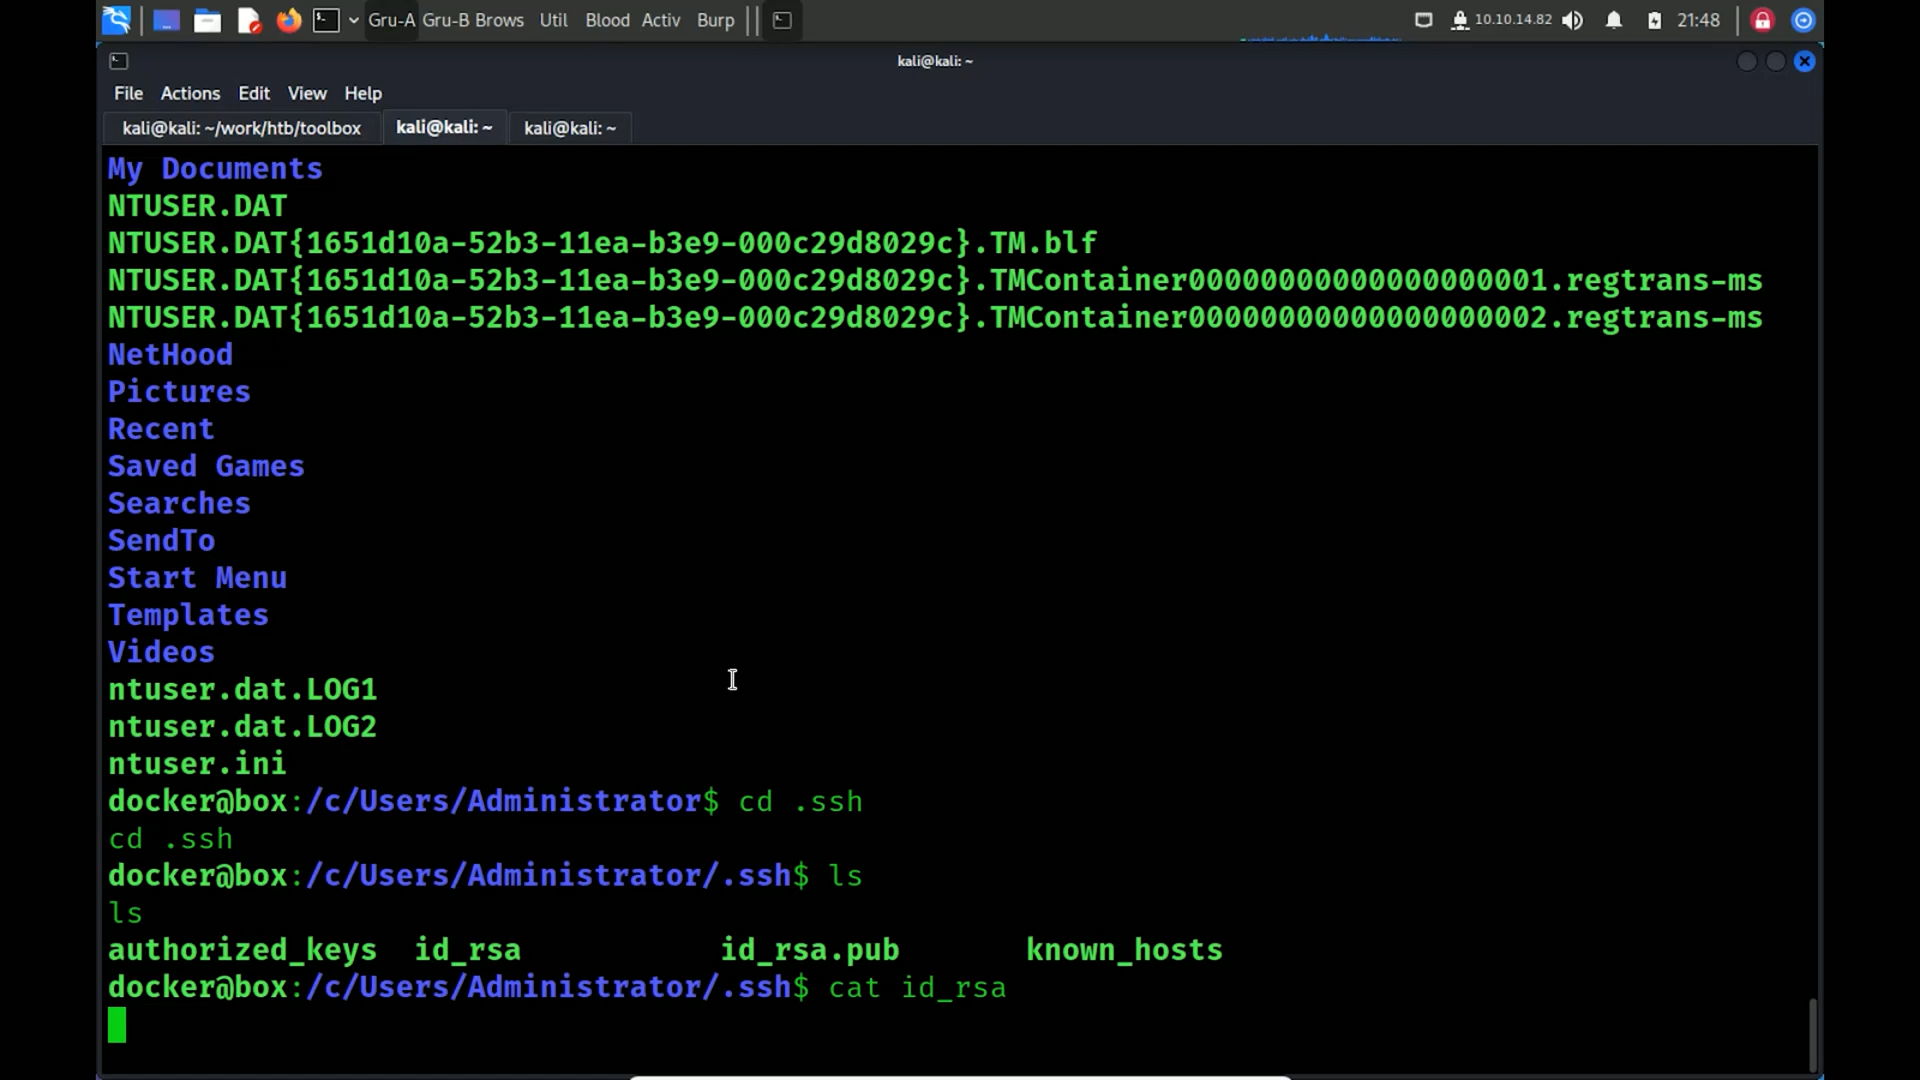 Gru-A Gru-B Brows Util Blood Activ Burp 10.10.14.82 21:48
kali@kali: ~
File Actions Edit View Help
kali@kali: ~/work/htb/toolbox kali@kali: ~ kali@kali: ~
My Documents
NTUSER.DAT
NTUSER.DAT{1651d10a-52b3-11ea-b3e9-000c29d8029c}.TM.blf
NTUSER.DAT{1651d10a-52b3-11ea-b3e9-000c29d8029c}.TMContainer00000000000000000001.regtrans-ms
NTUSER.DAT{1651d10a-52b3-11ea-b3e9-000c29d8029c}.TMContainer00000000000000000002.regtrans-ms
NetHood
Pictures
Recent
Saved Games
Searches
SendTo
Start Menu
Templates
Videos
ntuser.dat.LOG1
ntuser.dat.LOG2
ntuser.ini
docker@box:/c/Users/Administrator$ cd .ssh
cd .ssh
docker@box:/c/Users/Administrator/.ssh$ ls
ls
authorized_keys id_rsa id_rsa.pub known_hosts
docker@box:/c/Users/Administrator/.ssh$ cat id_rsa